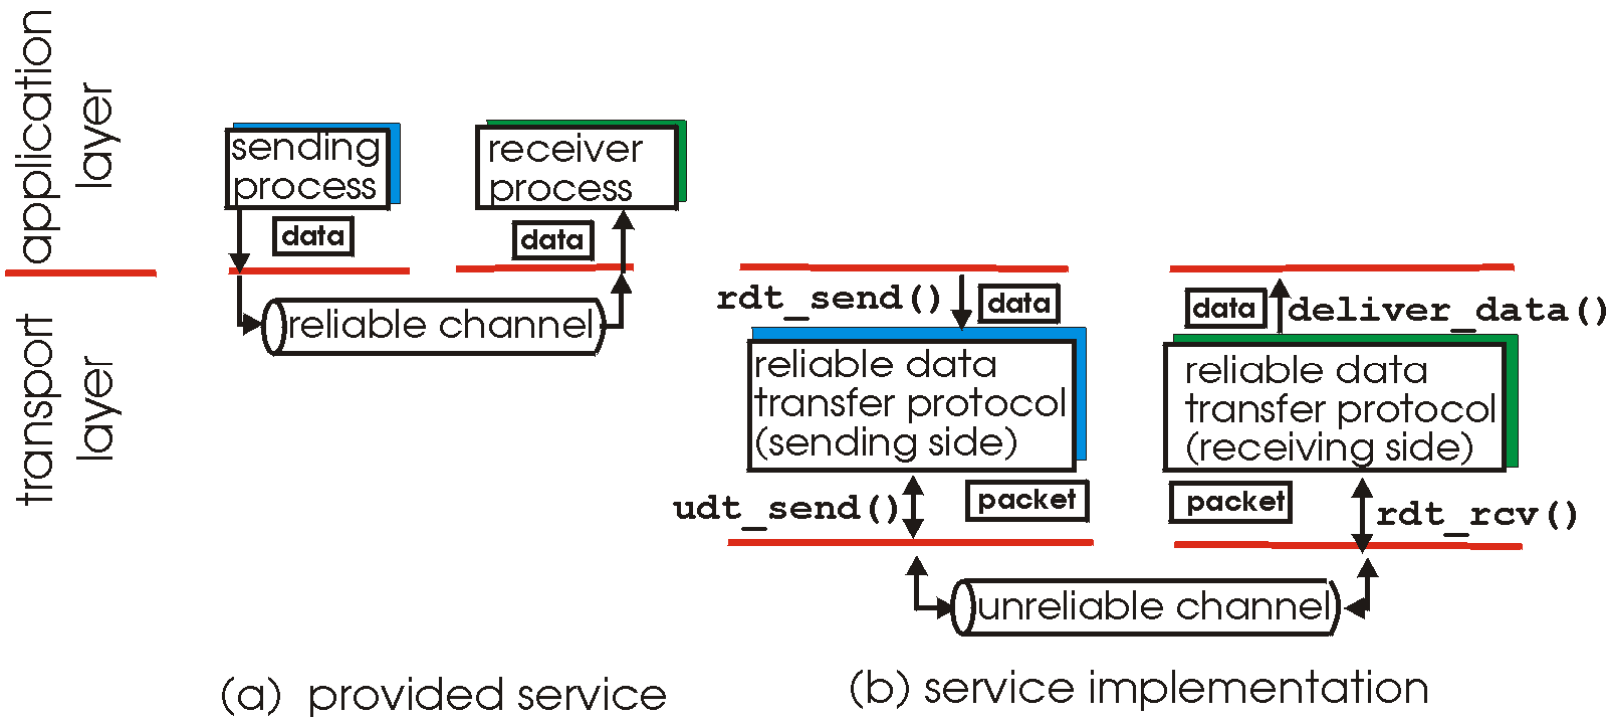 application
layer
transport
layer
sending
process
data
receiver
process
data
reliable channel
(a) provided service
rdt_send()
data
reliable data
transfer protocol
(sending side)
udt_send()
packet
data
deliver_data()
reliable data
transfer protocol
(receiving side)
packet
rdt_rcv()
unreliable channel
(b) service implementation